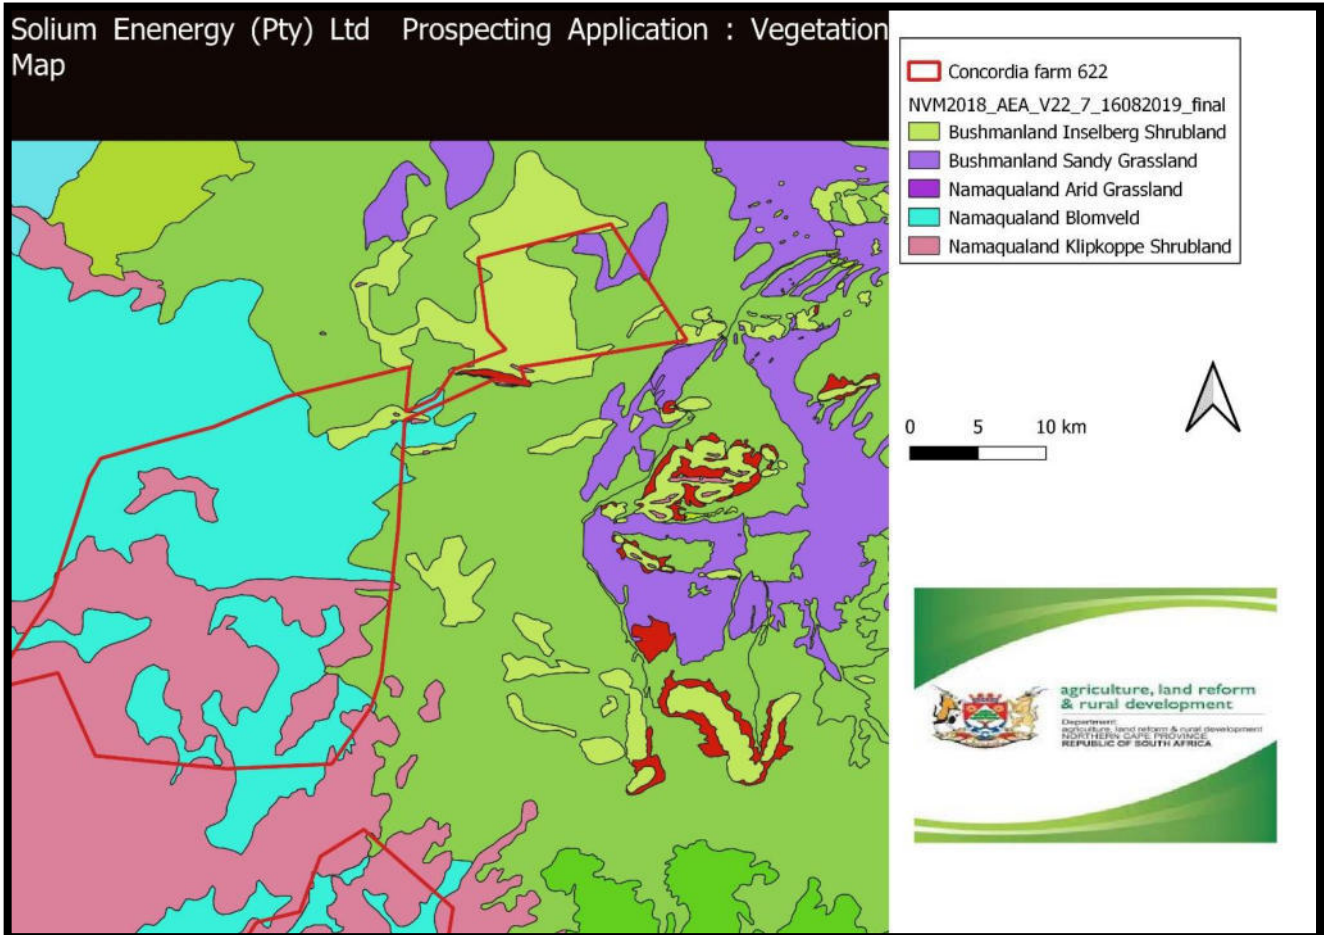 Solium Enenergy (Pty) Ltd Prospecting Application : Vegetation
Map
Concordia farm 622
NVM2018_AEA_V22_7_16082019_final
Bushmanland Inselberg Shrubland
Bushmanland Sandy Grassland
Namaqualand Arid Grassland
Namaqualand Blomveld
Namaqualand Klipkoppe Shrubland
0 5 10 km
agriculture, land reform
& rural development
Department:
agriculture, land reform & rural development
NORTHERN CAPE PROVINCE
REPUBLIC OF SOUTH AFRICA